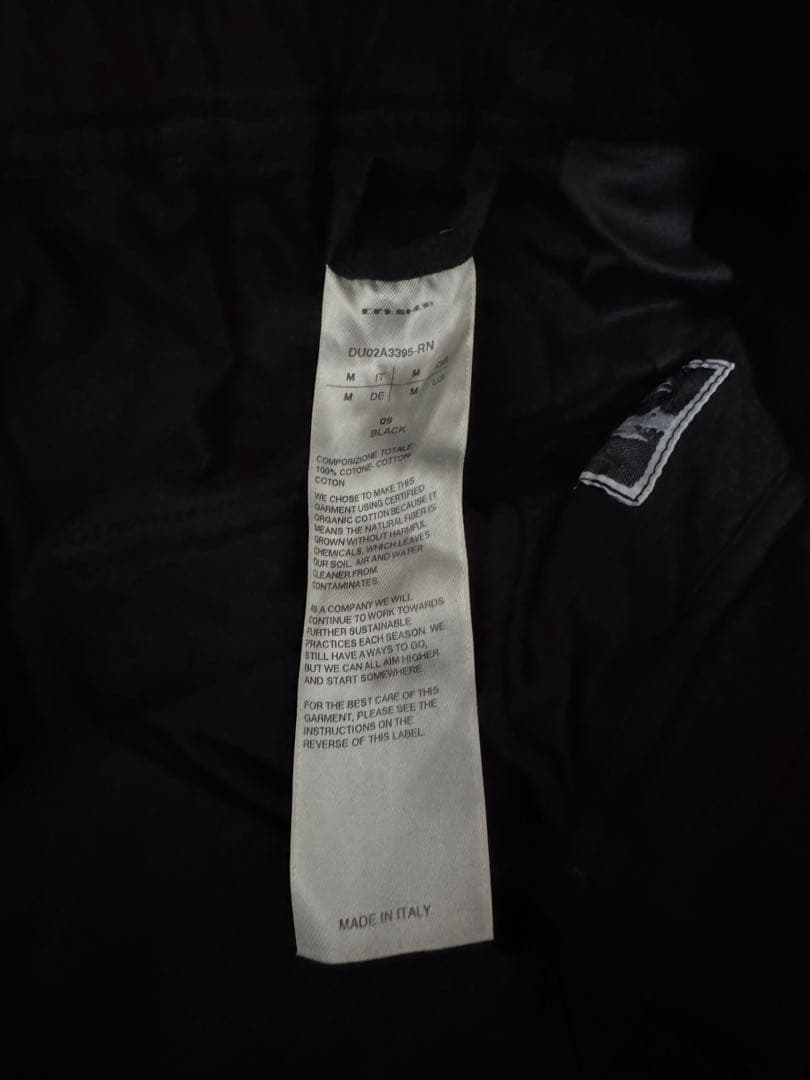 DU02A3395-RN
M IT M GB
M DE M US
09
BLACK
COMPOSIZIONE TOTALE-
100% COTONE- COTTON
COTON
WE CHOSE TO MAKE THIS
GARMENT USING CERTIFIED
ORGANIC COTTON BECAUSE IT
MEANS THE NATURAL FIBER IS
GROWN WITHOUT HARMFUL
CHEMICALS, WHICH LEAVES
OUR SOIL, AIR AND WATER
CLEANER FROM
CONTAMINATES.
AS A COMPANY WE WILL
CONTINUE TO WORK TOWARDS
FURTHER SUSTAINABLE
PRACTICES EACH SEASON. WE
STILL HAVE A WAYS TO GO,
BUT WE CAN ALL AIM HIGHER
AND START SOMEWHERE.
FOR THE BEST CARE OF THIS
GARMENT, PLEASE SEE THE
INSTRUCTIONS ON THE
REVERSE OF THIS LABEL.
MADE IN ITALY